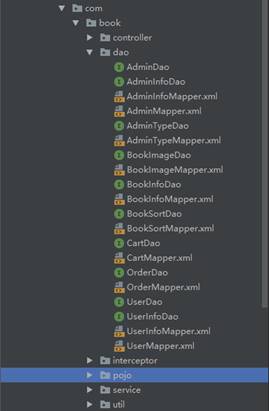 com
book
controller
dao
AdminDao
AdminInfoDao
AdminInfoMapper.xml
AdminMapper.xml
AdminTypeDao
AdminTypeMapper.xml
BookImageDao
BookImageMapper.xml
BookInfoDao
BookInfoMapper.xml
BookSortDao
BookSortMapper.xml
CartDao
CartMapper.xml
OrderDao
OrderMapper.xml
UserDao
UserInfoDao
UserInfoMapper.xml
UserMapper.xml
interceptor
pojo
service
util